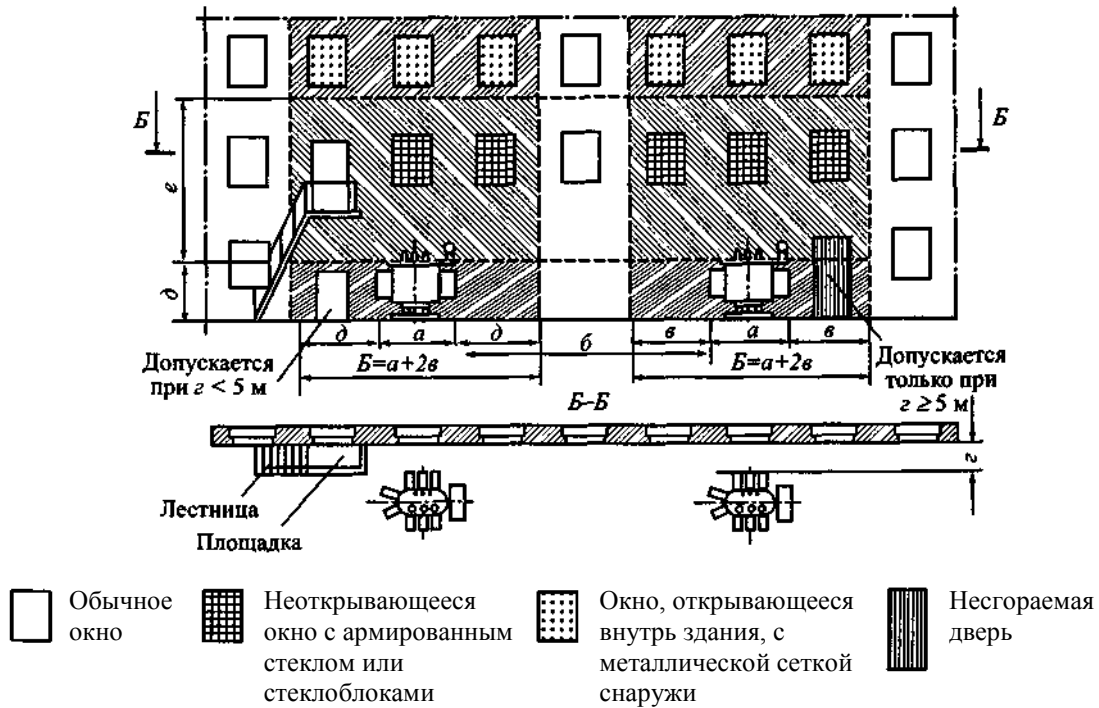 Б
Б
е
д
д
а
д
б
в
а
в
Допускается
при г < 5 м
Б=а+2в
Б=а+2в
Допускается
только при
г ≥ 5 м
Б–Б
г
Лестница
Площадка
Обычное
окно
Неоткрывающееся
окно с армированным
стеклом или
стеклоблоками
Окно, открывающееся
внутрь здания, с
металлической сеткой
снаружи
Несгораемая
дверь